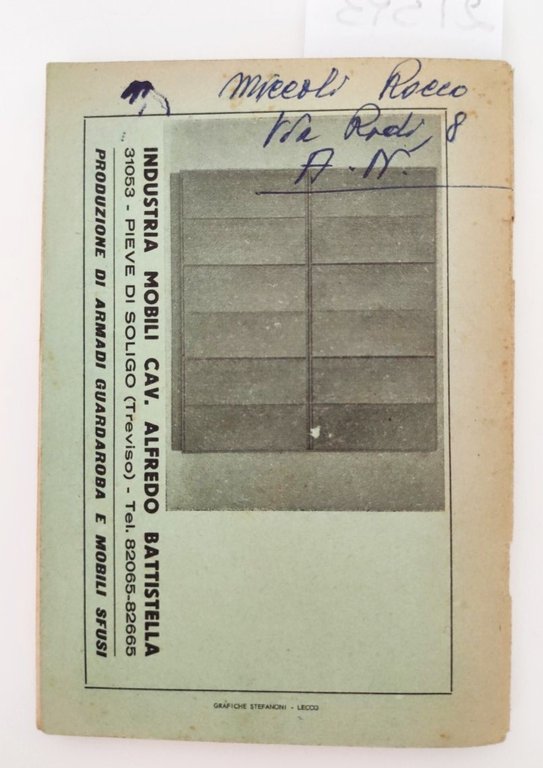 Miccoli Rocco
Via Rodi, 8
A.N.
INDUSTRIA MOBILI CAV. ALFREDO BATTISTELLA
31053 - PIEVE DI SOLIGO (Treviso) - Tel. 82065-82665
PRODUZIONE DI ARMADI GUARDAROBA E MOBILI SFUSI
GRAFICHE STEFANONI - LECCO